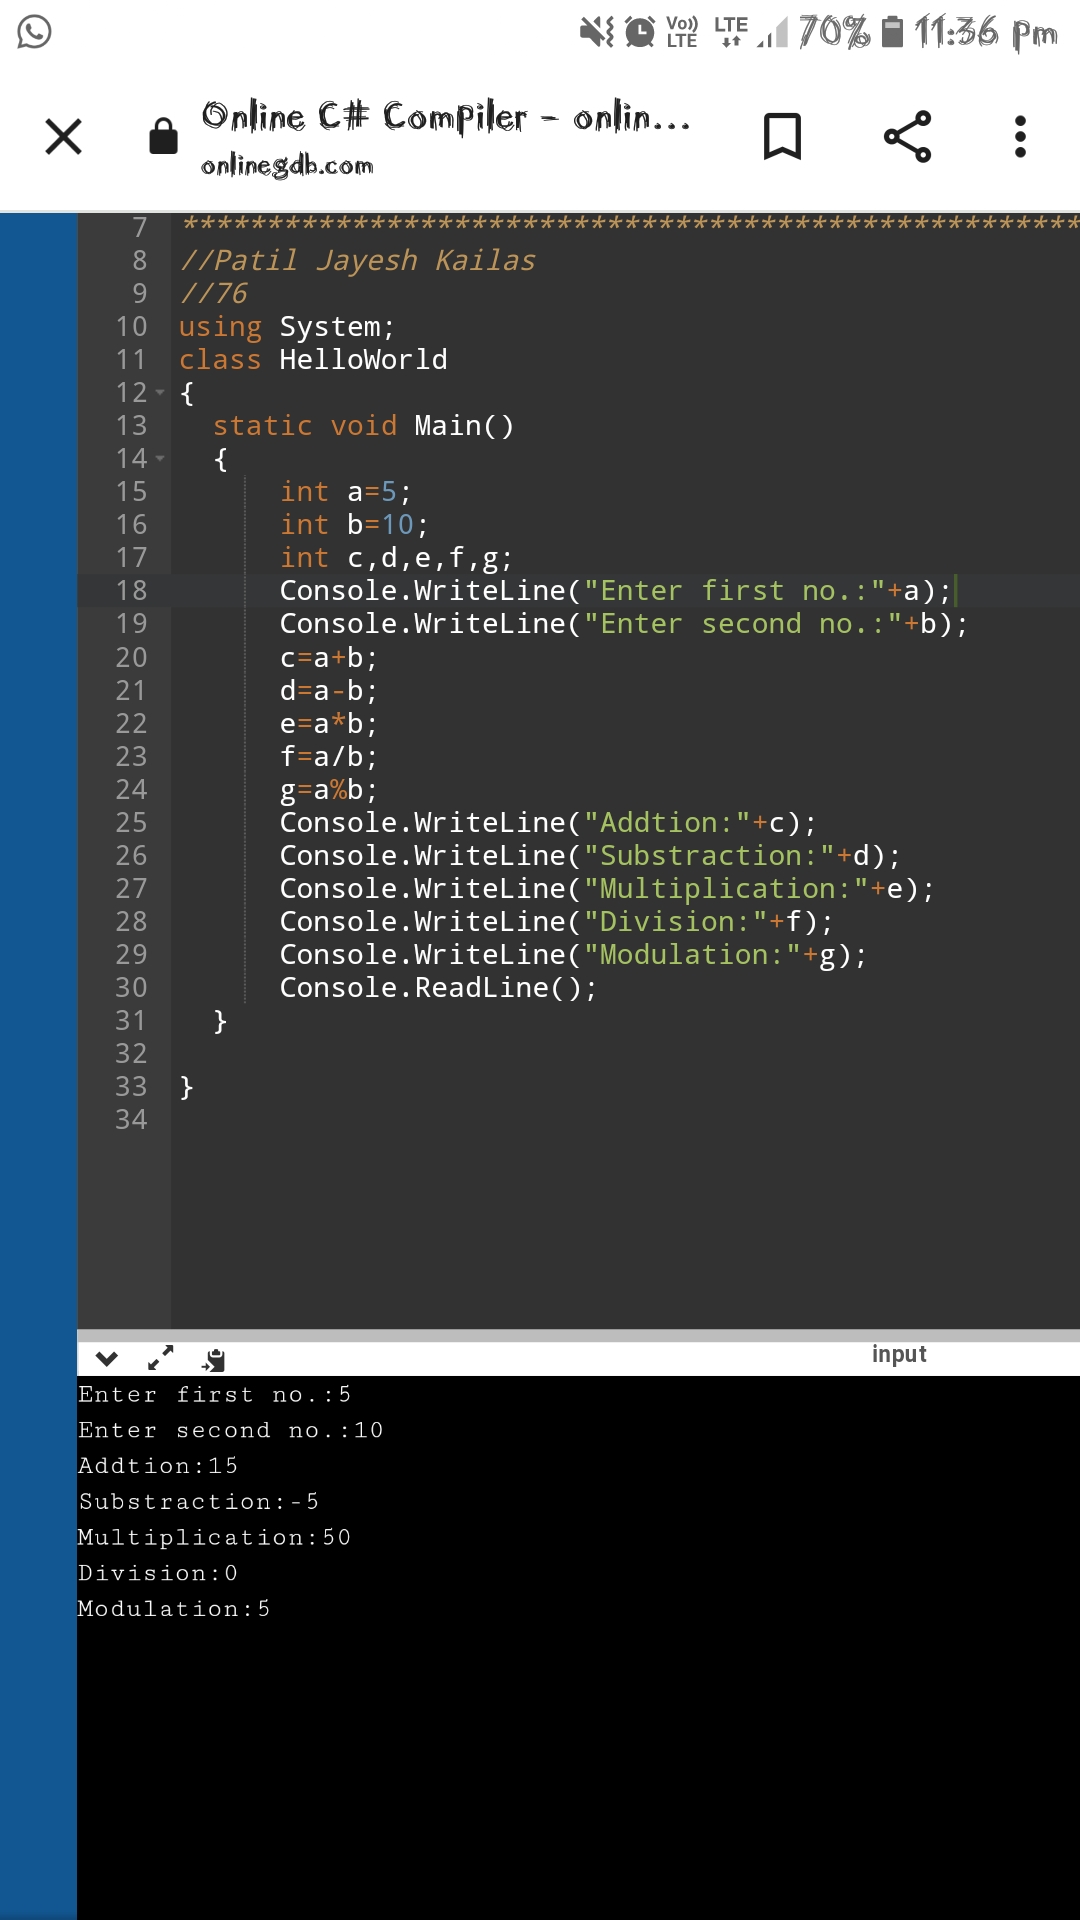 Vo)) LTE LTE 70% 11:36 pm
Online C# Compiler - onlin...
onlinegdb.com
7 ******************************************************
8 //Patil Jayesh Kailas
9 //76
10 using System;
11 class HelloWorld
12 {
13 static void Main()
14 {
15 int a=5;
16 int b=10;
17 int c,d,e,f,g;
18 Console.WriteLine("Enter first no.:"+a);
19 Console.WriteLine("Enter second no.:"+b);
20 c=a+b;
21 d=a-b;
22 e=a*b;
23 f=a/b;
24 g=a%b;
25 Console.WriteLine("Addtion:"+c);
26 Console.WriteLine("Substraction:"+d);
27 Console.WriteLine("Multiplication:"+e);
28 Console.WriteLine("Division:"+f);
29 Console.WriteLine("Modulation:"+g);
30 Console.ReadLine();
31 }
32
33 }
34
input
Enter first no.:5
Enter second no.:10
Addtion:15
Substraction:-5
Multiplication:50
Division:0
Modulation:5